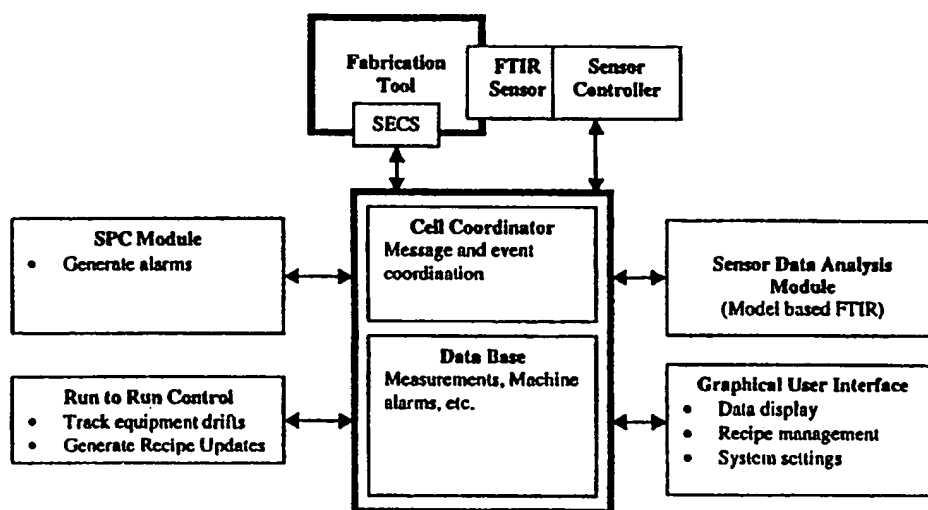 Fabrication
Tool
SECS
FTIR
Sensor
Sensor
Controller
SPC Module
• Generate alarms
Run to Run Control
• Track equipment drifts
• Generate Recipe Updates
Cell Coordinator
Message and event
coordination
Data Base
Measurements, Machine
alarms, etc.
Sensor Data Analysis
Module
(Model based FTIR)
Graphical User Interface
• Data display
• Recipe management
• System settings